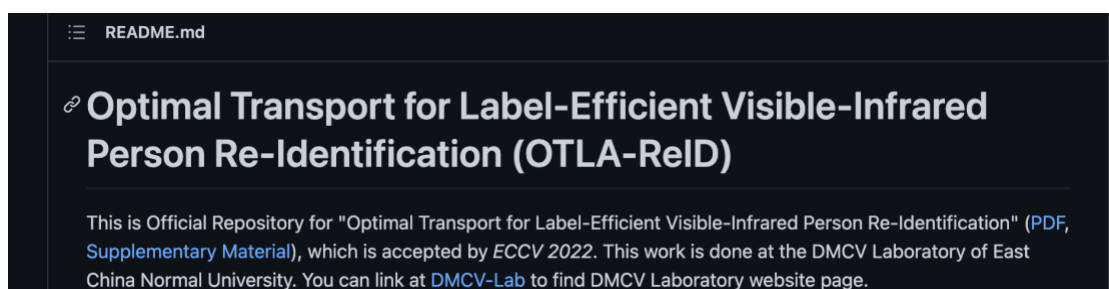 README.md
Optimal Transport for Label-Efficient Visible-Infrared
Person Re-Identification (OTLA-ReID)
This is Official Repository for "Optimal Transport for Label-Efficient Visible-Infrared Person Re-Identification" (PDF,
Supplementary Material), which is accepted by ECCV 2022. This work is done at the DMCV Laboratory of East
China Normal University. You can link at DMCV-Lab to find DMCV Laboratory website page.